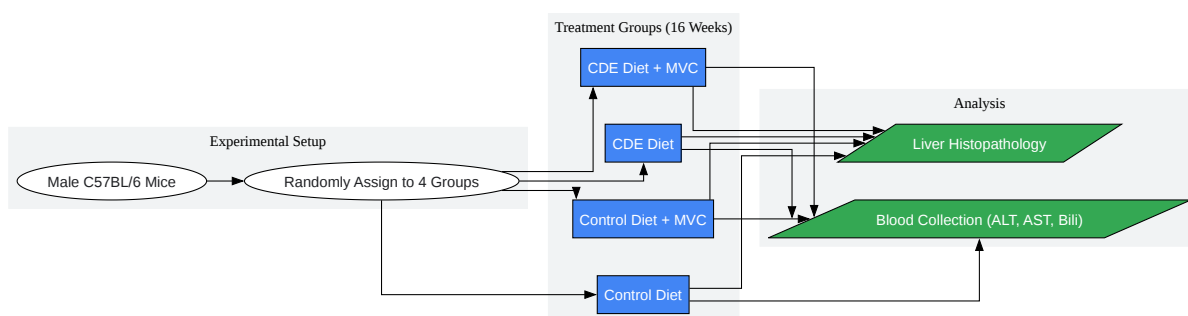 Experimental Setup
Male C57BL/6 Mice
Randomly Assign to 4 Groups
Treatment Groups (16 Weeks)
CDE Diet + MVC
CDE Diet
Control Diet + MVC
Control Diet
Analysis
Liver Histopathology
Blood Collection (ALT, AST, Bili)